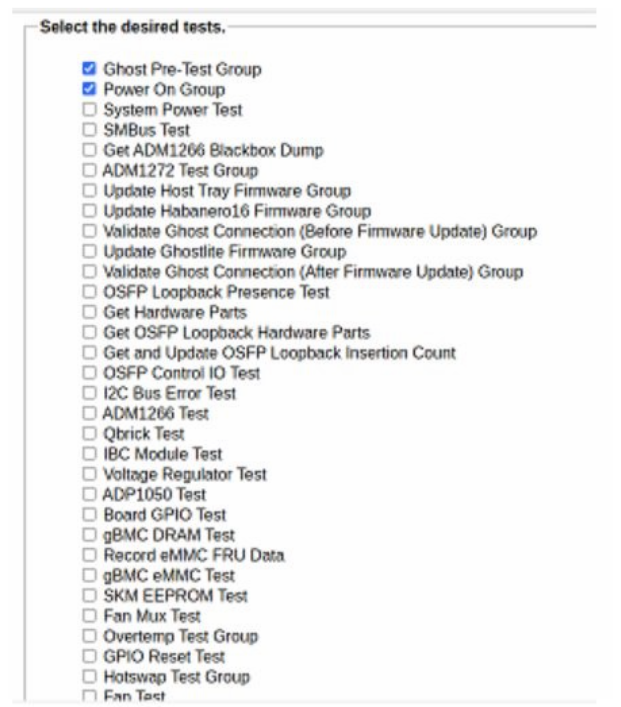 Select the desired tests.
Ghost Pre-Test Group
Power On Group
System Power Test
SMBus Test
Get ADM1266 Blackbox Dump
ADM1272 Test Group
Update Host Tray Firmware Group
Update Habanero16 Firmware Group
Validate Ghost Connection (Before Firmware Update) Group
Update Ghostlite Firmware Group
Validate Ghost Connection (After Firmware Update) Group
OSFP Loopback Presence Test
Get Hardware Parts
Get OSFP Loopback Hardware Parts
Get and Update OSFP Loopback Insertion Count
OSFP Control IO Test
I2C Bus Error Test
ADM1266 Test
Qbrick Test
IBC Module Test
Voltage Regulator Test
ADP1050 Test
Board GPIO Test
gBMC DRAM Test
Record eMMC FRU Data
gBMC eMMC Test
SKM EEPROM Test
Fan Mux Test
Overtemp Test Group
GPIO Reset Test
Hotswap Test Group
Fan Test